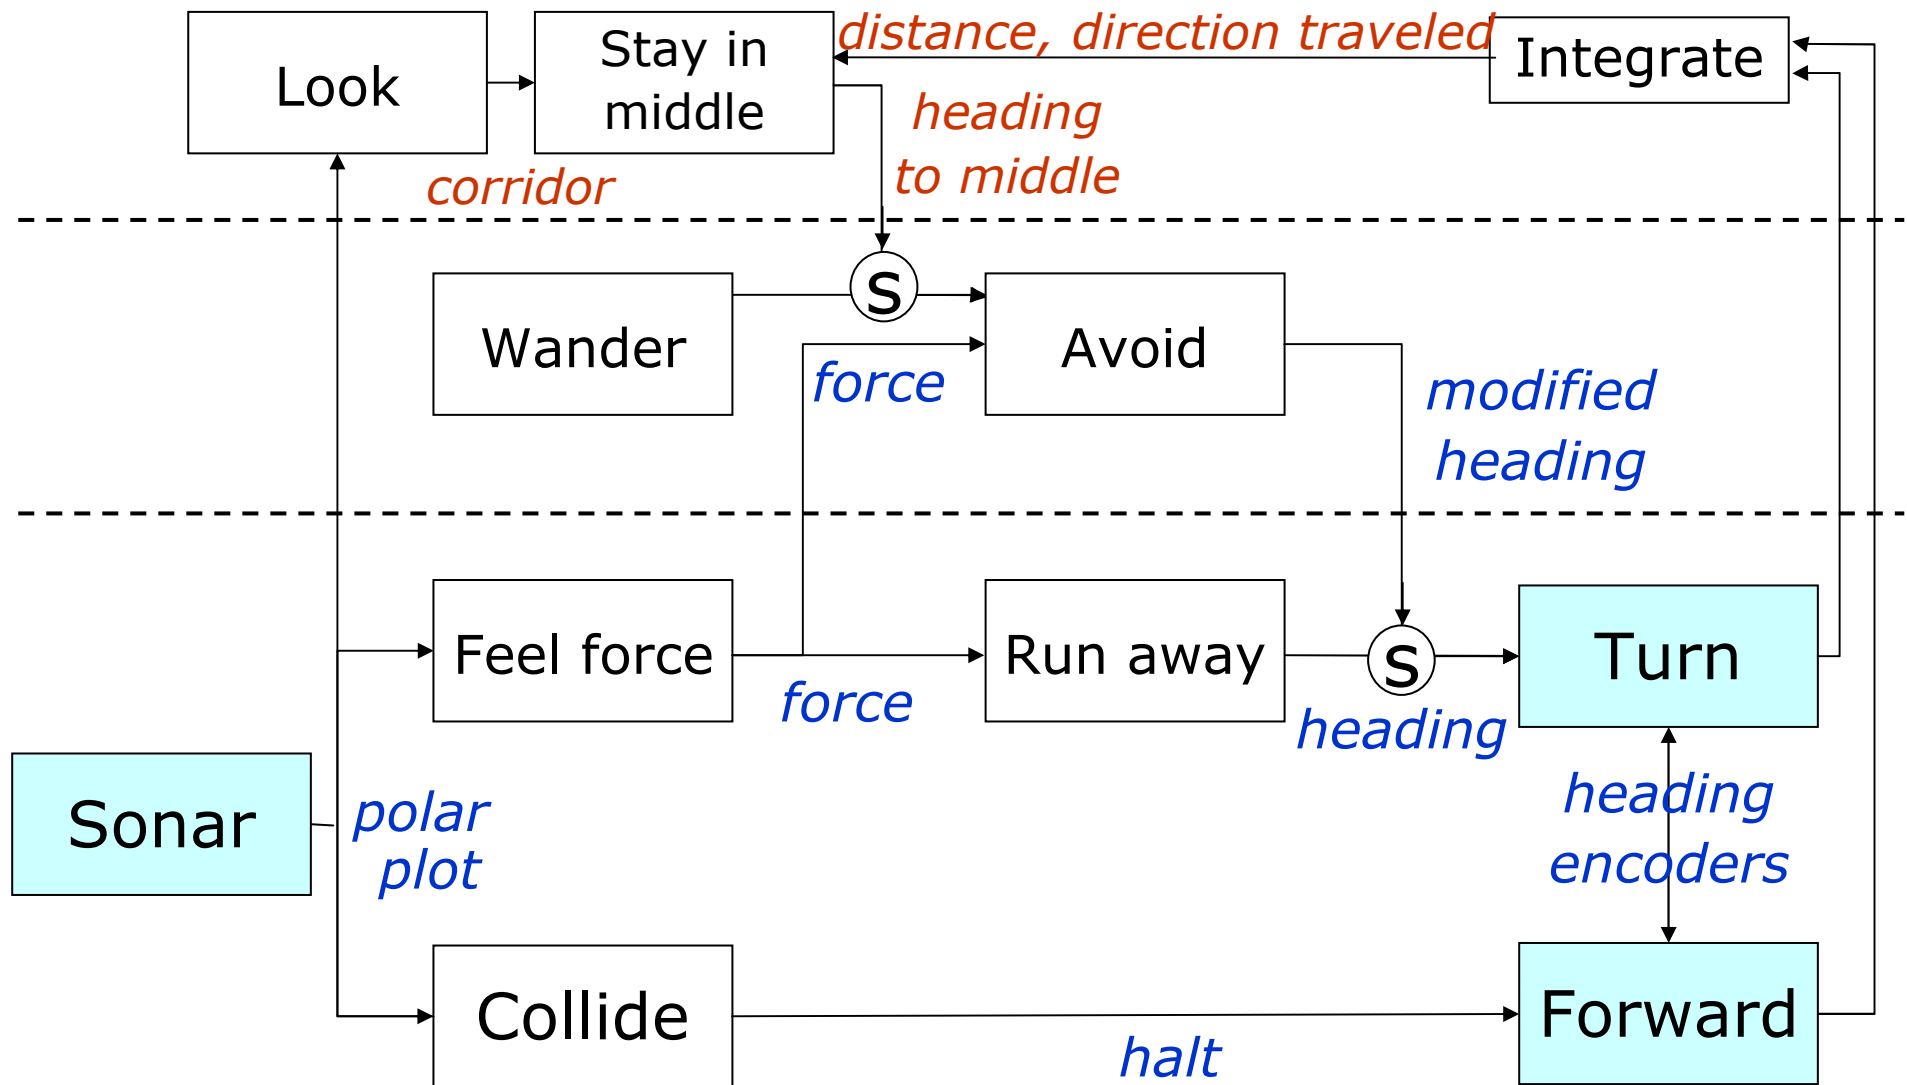 Look
Stay in
middle
distance, direction traveled
Integrate
heading
to middle
corridor
S
Wander
Avoid
force
modified
heading
Feel force
Run away
S
Turn
force
heading
Sonar
polar
plot
heading
encoders
Collide
Forward
halt